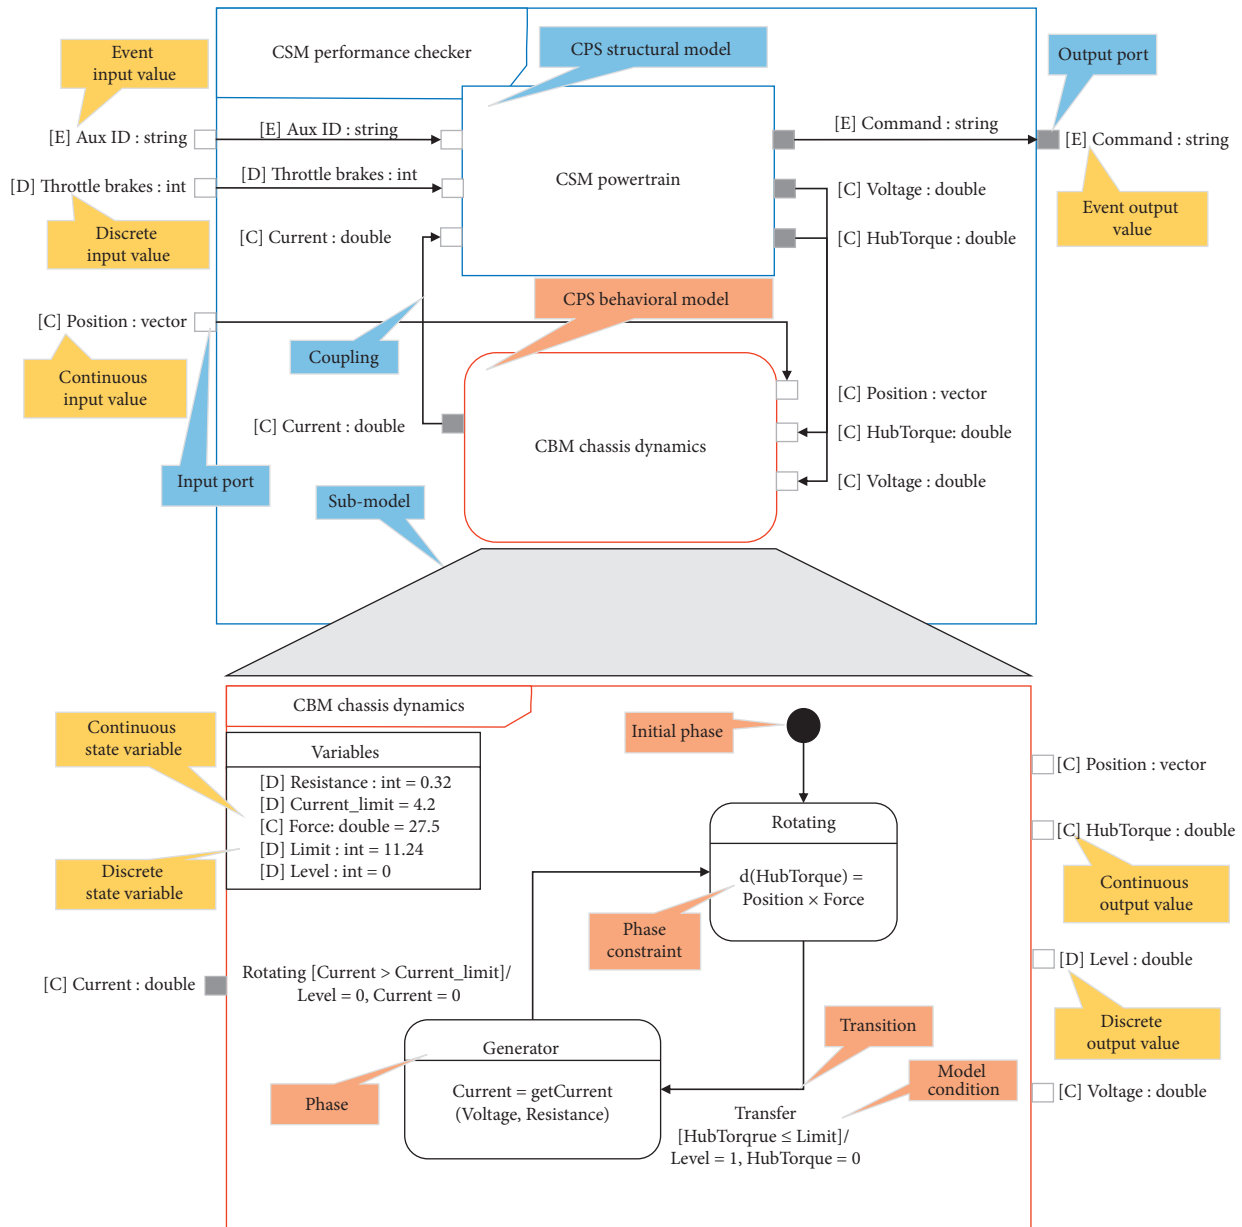 CSM performance checker
CPS structural model
Output port
Event
input value
[E] Aux ID : string
[E] Aux ID : string
[E] Command : string
[E] Command : string
[D] Throttle brakes : int
[D] Throttle brakes : int
CSM powertrain
[C] Voltage : double
Discrete
input value
Event output
value
[C] Current : double
[C] HubTorque : double
CPS behavioral model
[C] Position : vector
Coupling
Continuous
input value
[C] Position : vector
[C] Current : double
[C] HubTorque: double
CBM chassis dynamics
Input port
[C] Voltage : double
Sub-model
CBM chassis dynamics
Initial phase
Continuous
state variable
Variables
[D] Resistance : int = 0.32
[D] Current_limit = 4.2
[C] Force: double = 27.5
[D] Limit : int = 11.24
[D] Level : int = 0
Discrete
state variable
[C] Position : vector
Rotating
[C] HubTorque : double
d(HubTorque) =
Position × Force
Continuous
output value
Phase
constraint
[C] Current : double
Rotating [Current > Current_limit]/
Level = 0, Current = 0
[D] Level : double
Discrete
output value
Transition
Generator
Current = getCurrent
(Voltage, Resistance)
Phase
Model
condition
[C] Voltage : double
Transfer
[HubTorqrue ≤ Limit]/
Level = 1, HubTorque = 0